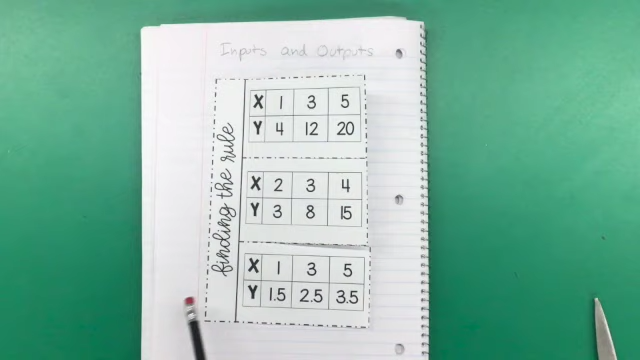 Inputs and Outputs
finding the rule
X 1 3 5
Y 4 12 20
X 2 3 4
Y 3 8 15
X 1 3 5
Y 1.5 2.5 3.5